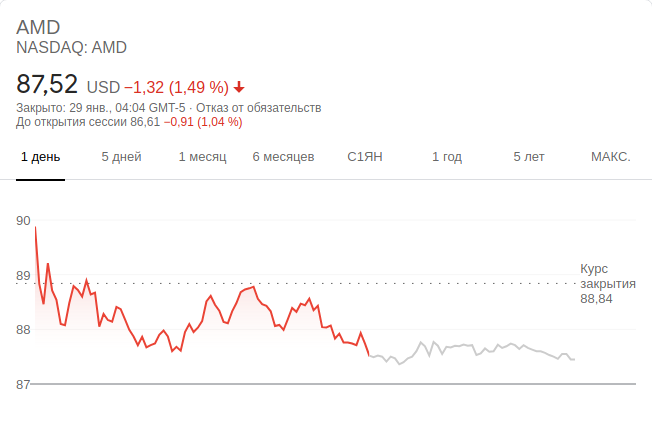 AMD
NASDAQ: AMD
87,52 USD −1,32 (1,49 %)
Закрыто: 29 янв., 04:04 GMT-5 · Отказ от обязательств
До открытия сессии 86,61 −0,91 (1,04 %)
1 день 5 дней 1 месяц 6 месяцев С1ЯН 1 год 5 лет МАКС.
90
89
88
87
Курс
закрытия
88,84